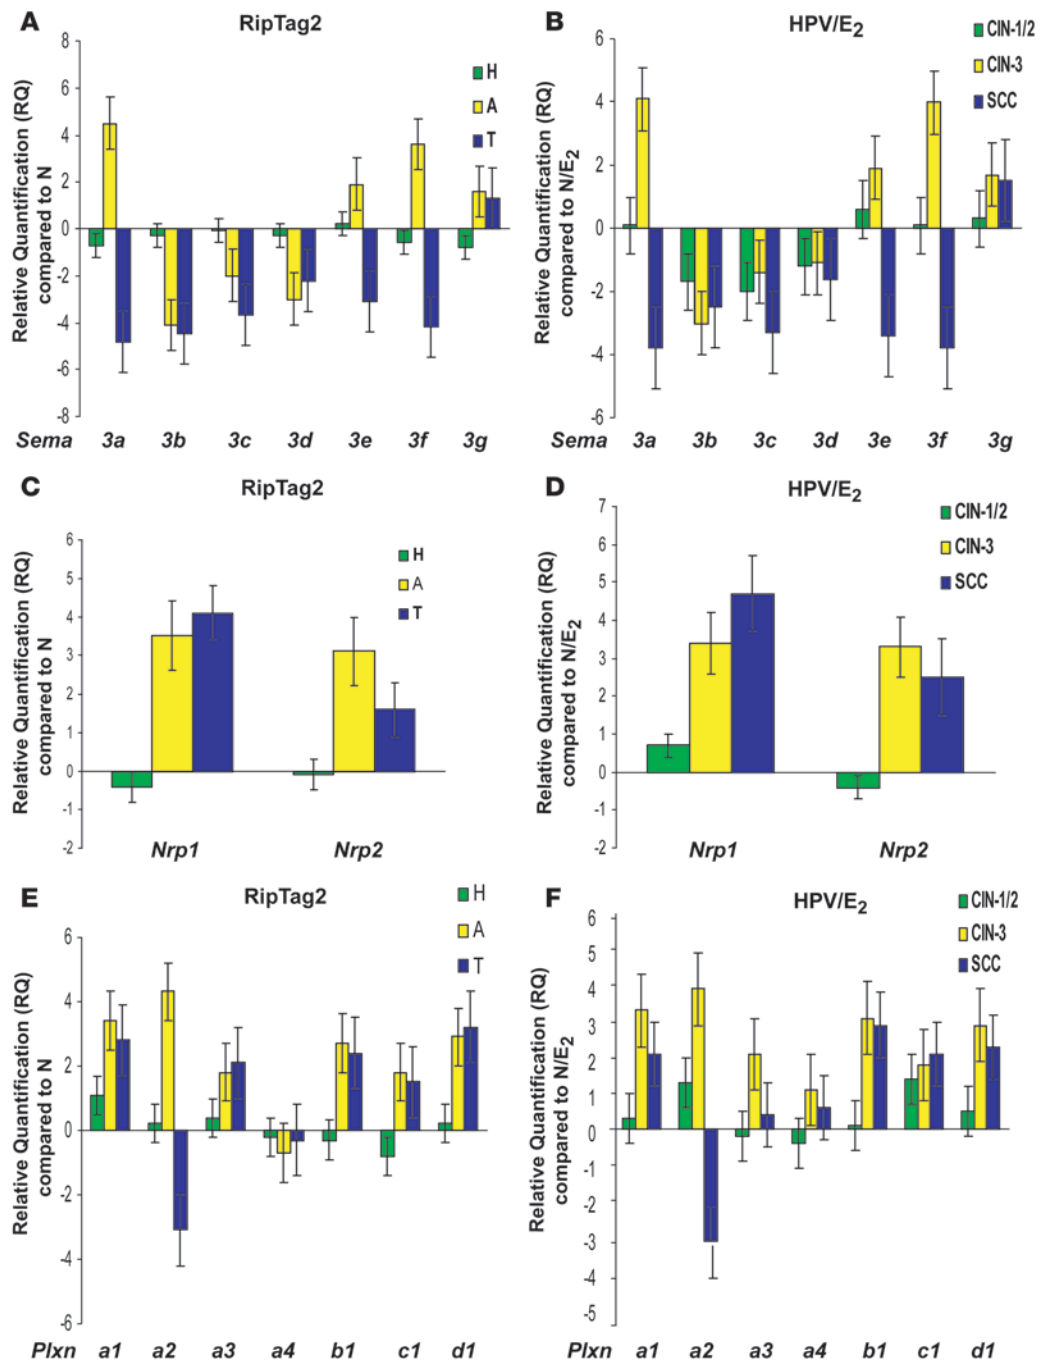 A
RipTag2
Relative Quantification (RQ)
compared to N
8
6
4
2
0
-2
-4
-6
-8
H
A
T
Sema 3a 3b 3c 3d 3e 3f 3g
B
HPV/E2
Relative Quantification (RQ)
compared to N/E2
6
4
2
0
-2
-4
-6
CIN-1/2
CIN-3
SCC
Sema 3a 3b 3c 3d 3e 3f 3g
C
RipTag2
Relative Quantification (RQ)
compared to N
6
5
4
3
2
1
0
-1
-2
H
A
T
Nrp1 Nrp2
D
HPV/E2
Relative Quantification (RQ)
compared to N/E2
7
6
5
4
3
2
1
0
-1
-2
CIN-1/2
CIN-3
SCC
Nrp1 Nrp2
E
RipTag2
Relative Quantification (RQ)
compared to N
6
4
2
0
-2
-4
-6
H
A
T
Plxn a1 a2 a3 a4 b1 c1 d1
F
HPV/E2
Relative Quantification (RQ)
compared to N/E2
6
5
4
3
2
1
0
-1
-2
-3
-4
-5
CIN-1/2
CIN-3
SCC
Plxn a1 a2 a3 a4 b1 c1 d1